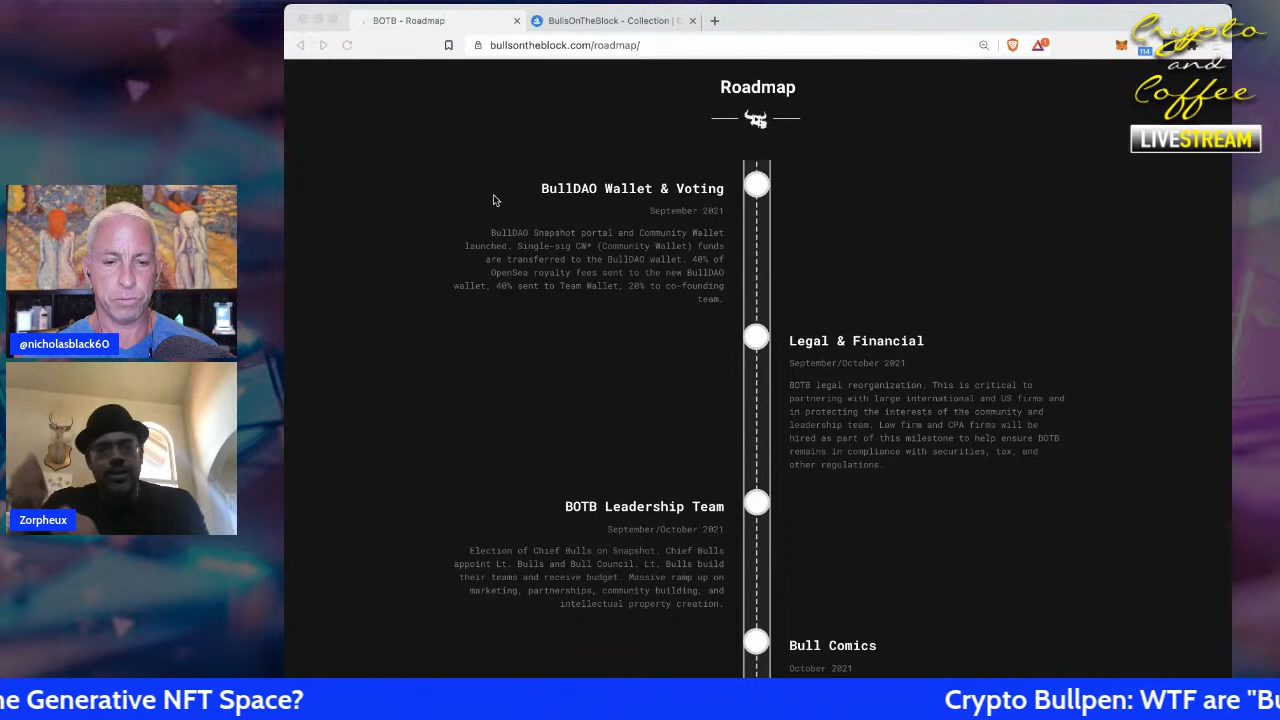 BOTB - Roadmap
BullsOnTheBlock - Collection |
bullsontheblock.com/roadmap/
1
114
Crypto
and
Coffee
LIVESTREAM
Roadmap
BullDAO Wallet & Voting
September 2021
BullDAO Snapshot portal and Community Wallet
launched. Single-sig CW* (Community Wallet) funds
are transferred to the BullDAO wallet. 40% of
OpenSea royalty fees sent to the new BullDAO
wallet, 40% sent to Team Wallet, 20% to co-founding
team.
Legal & Financial
September/October 2021
BOTB legal reorganization. This is critical to
partnering with large international and US firms and
in protecting the interests of the community and
leadership team. Law firm and CPA firms will be
hired as part of this milestone to help ensure BOTB
remains in compliance with securities, tax, and
other regulations.
BOTB Leadership Team
September/October 2021
Election of Chief Bulls on Snapshot. Chief Bulls
appoint Lt. Bulls and Bull Council. Lt. Bulls build
their teams and receive budget. Massive ramp up on
marketing, partnerships, community building, and
intellectual property creation.
Bull Comics
October 2021
@nicholasblack60
Zorpheux
ne Generative NFT Space?
Crypto Bullpen: WTF are "Bu